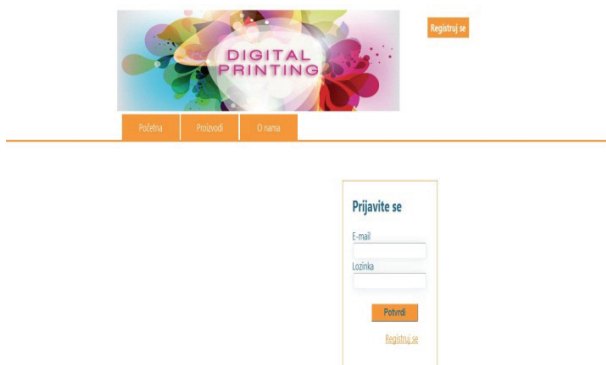 DIGITAL
PRINTING
Registruj se
Početna
Proizvodi
O nama
Prijavite se
E-mail
Lozinka
Potvrdi
Registruj se